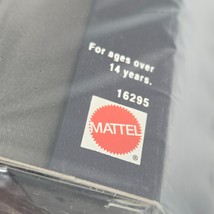 For ages over
14 years.
16295
MATTEL
®